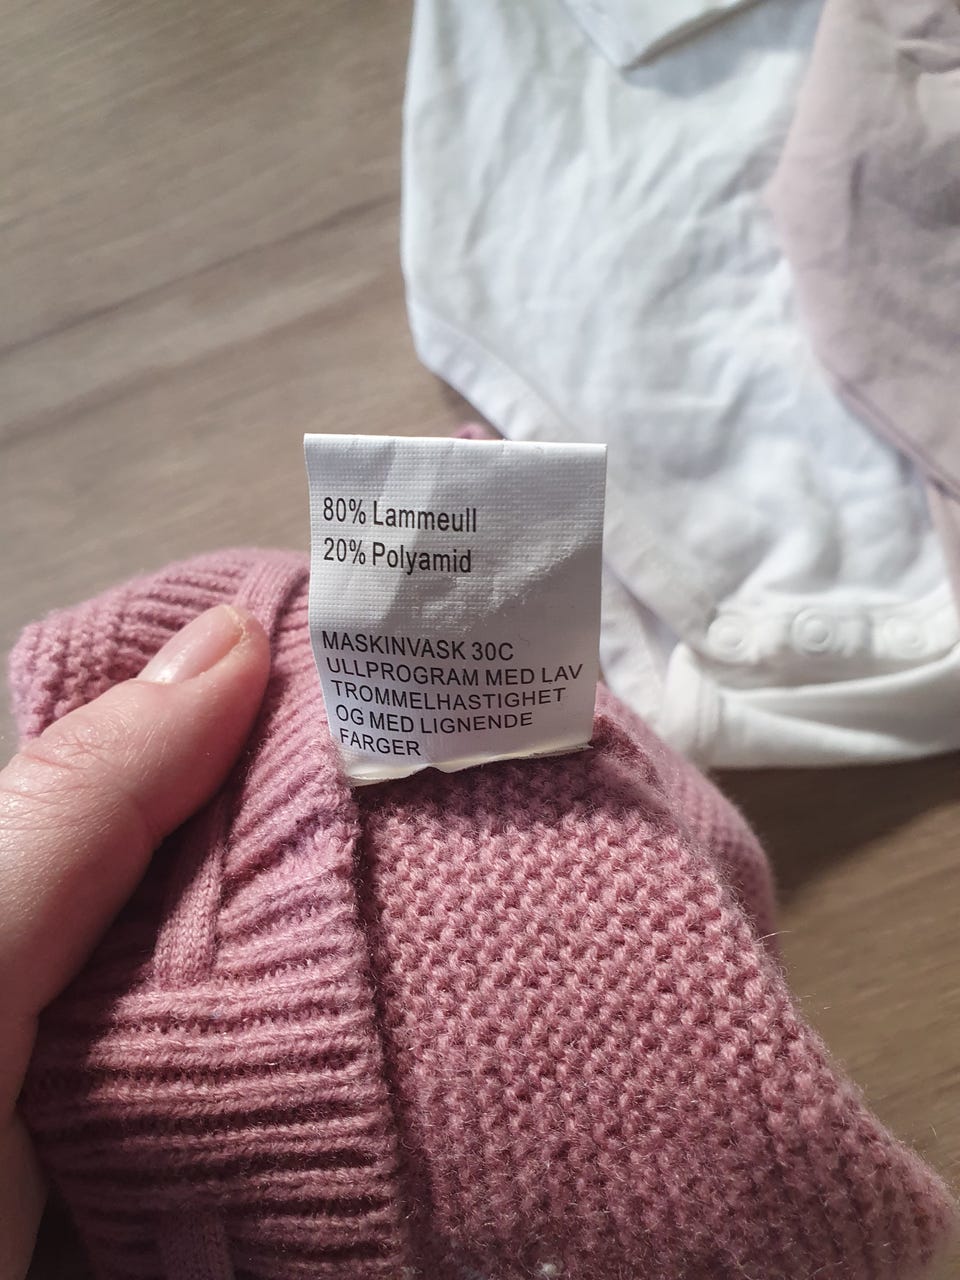 80% Lammeull
20% Polyamid
MASKINVASK 30C
ULLPROGRAM MED LAV
TROMMELHASTIGHET
OG MED LIGNENDE
FARGER